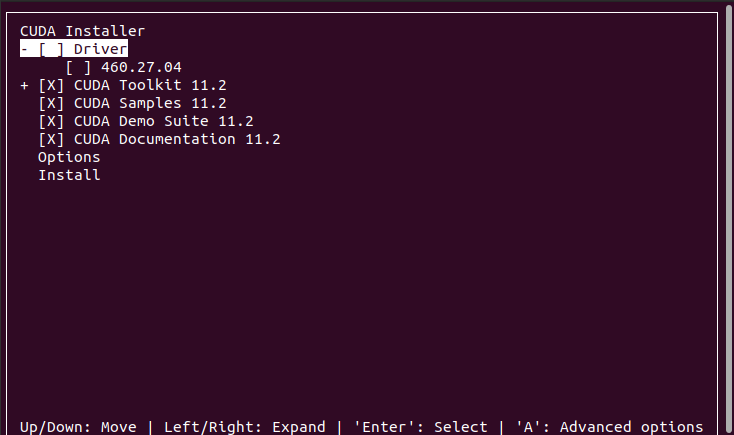 CUDA Installer
- [ ] Driver
[ ] 460.27.04
+ [X] CUDA Toolkit 11.2
[X] CUDA Samples 11.2
[X] CUDA Demo Suite 11.2
[X] CUDA Documentation 11.2
Options
Install
Up/Down: Move | Left/Right: Expand | 'Enter': Select | 'A': Advanced options